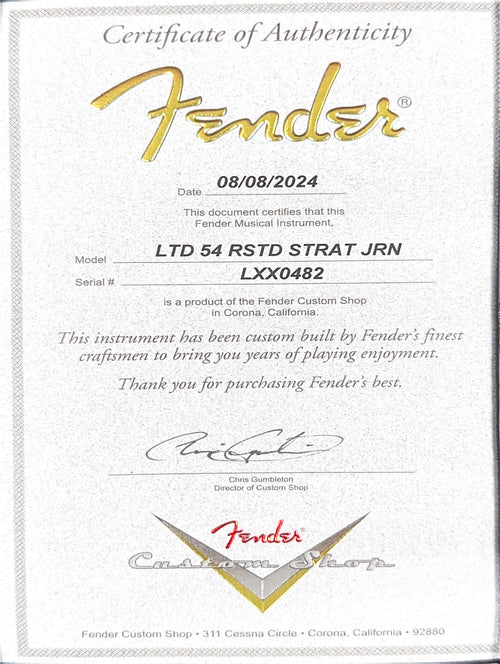 Certificate of Authenticity
Fender®
Date 08/08/2024
This document certifies that this
Fender Musical Instrument,
Model LTD 54 RSTD STRAT JRN
Serial # LXX0482
is a product of the Fender Custom Shop
in Corona, California.
This instrument has been custom built by Fender's finest
craftsmen to bring you years of playing enjoyment.
Thank you for purchasing Fender's best.
Chris Gumbleton
Director of Custom Shop
Fender®
Custom Shop
Fender Custom Shop • 311 Cessna Circle • Corona, California • 92880